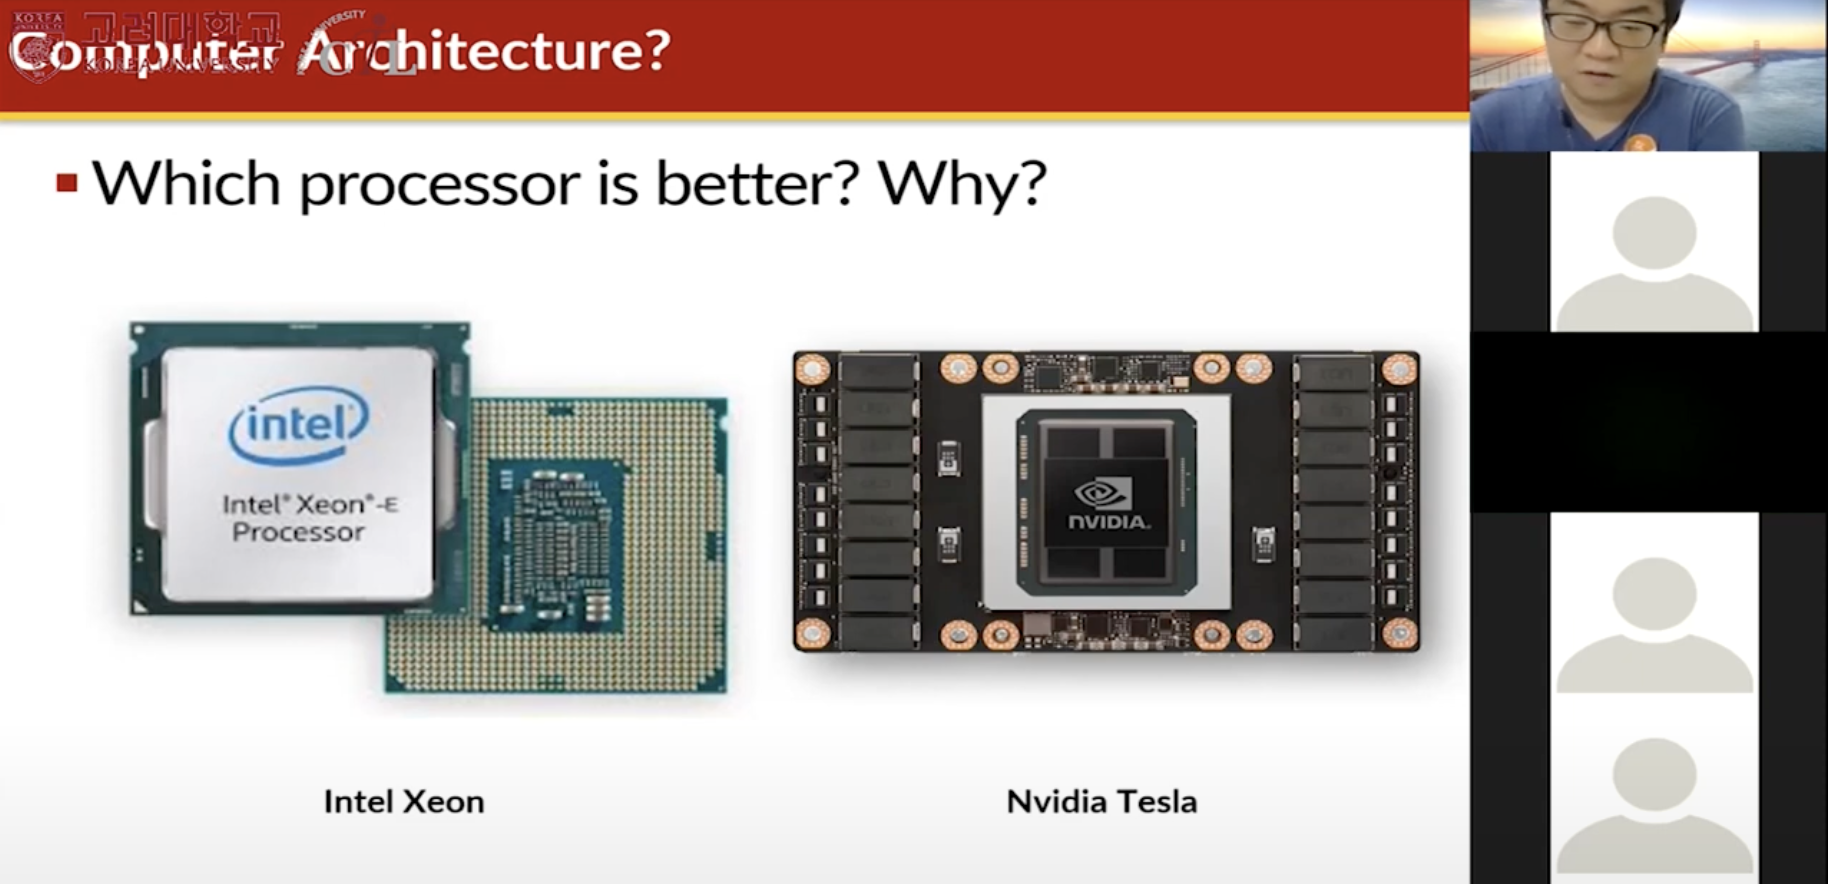 KOREA
고려대학교
KOREA UNIVERSITY
UNIVERSITY
Computer Architecture?
Which processor is better? Why?
intel
Intel® Xeon®-E
Processor
NVIDIA.
Intel Xeon
Nvidia Tesla